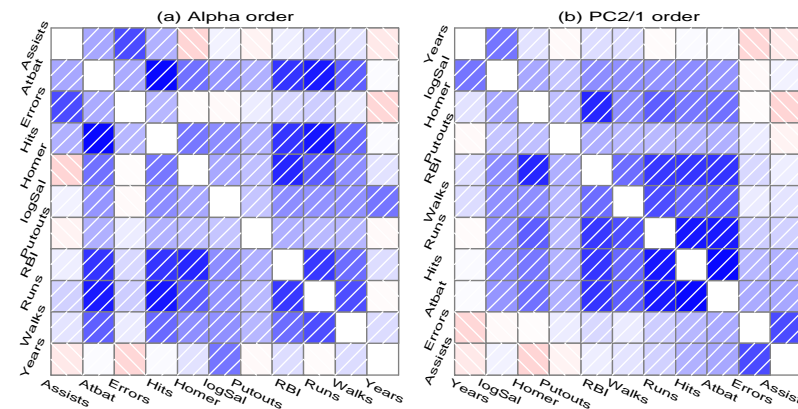 (a) Alpha order
(b) PC2/1 order
Assists
Atbat
Errors
Hits
Homer
logSal
Putouts
RBI
Runs
Walks
Years
Assists
Atbat
Errors
Hits
Homer
logSal
Putouts
RBI
Runs
Walks
Years
Years
logSal
Homer
Putouts
RBI
Walks
Runs
Hits
Atbat
Errors
Assists
Years
logSal
Homer
Putouts
RBI
Walks
Runs
Hits
Atbat
Errors
Assis